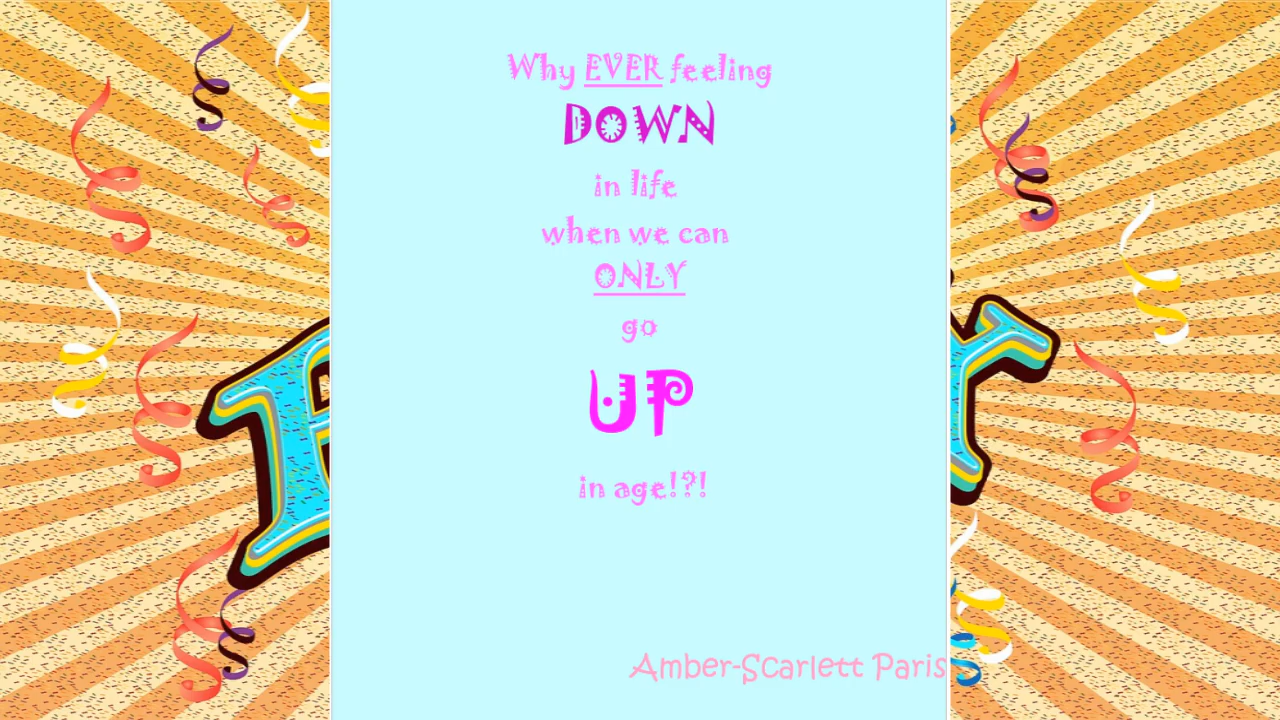 Why EVER feeling
DOWN
in life
when we can
ONLY
go
UP
in age!?!
Amber-Scarlett Paris